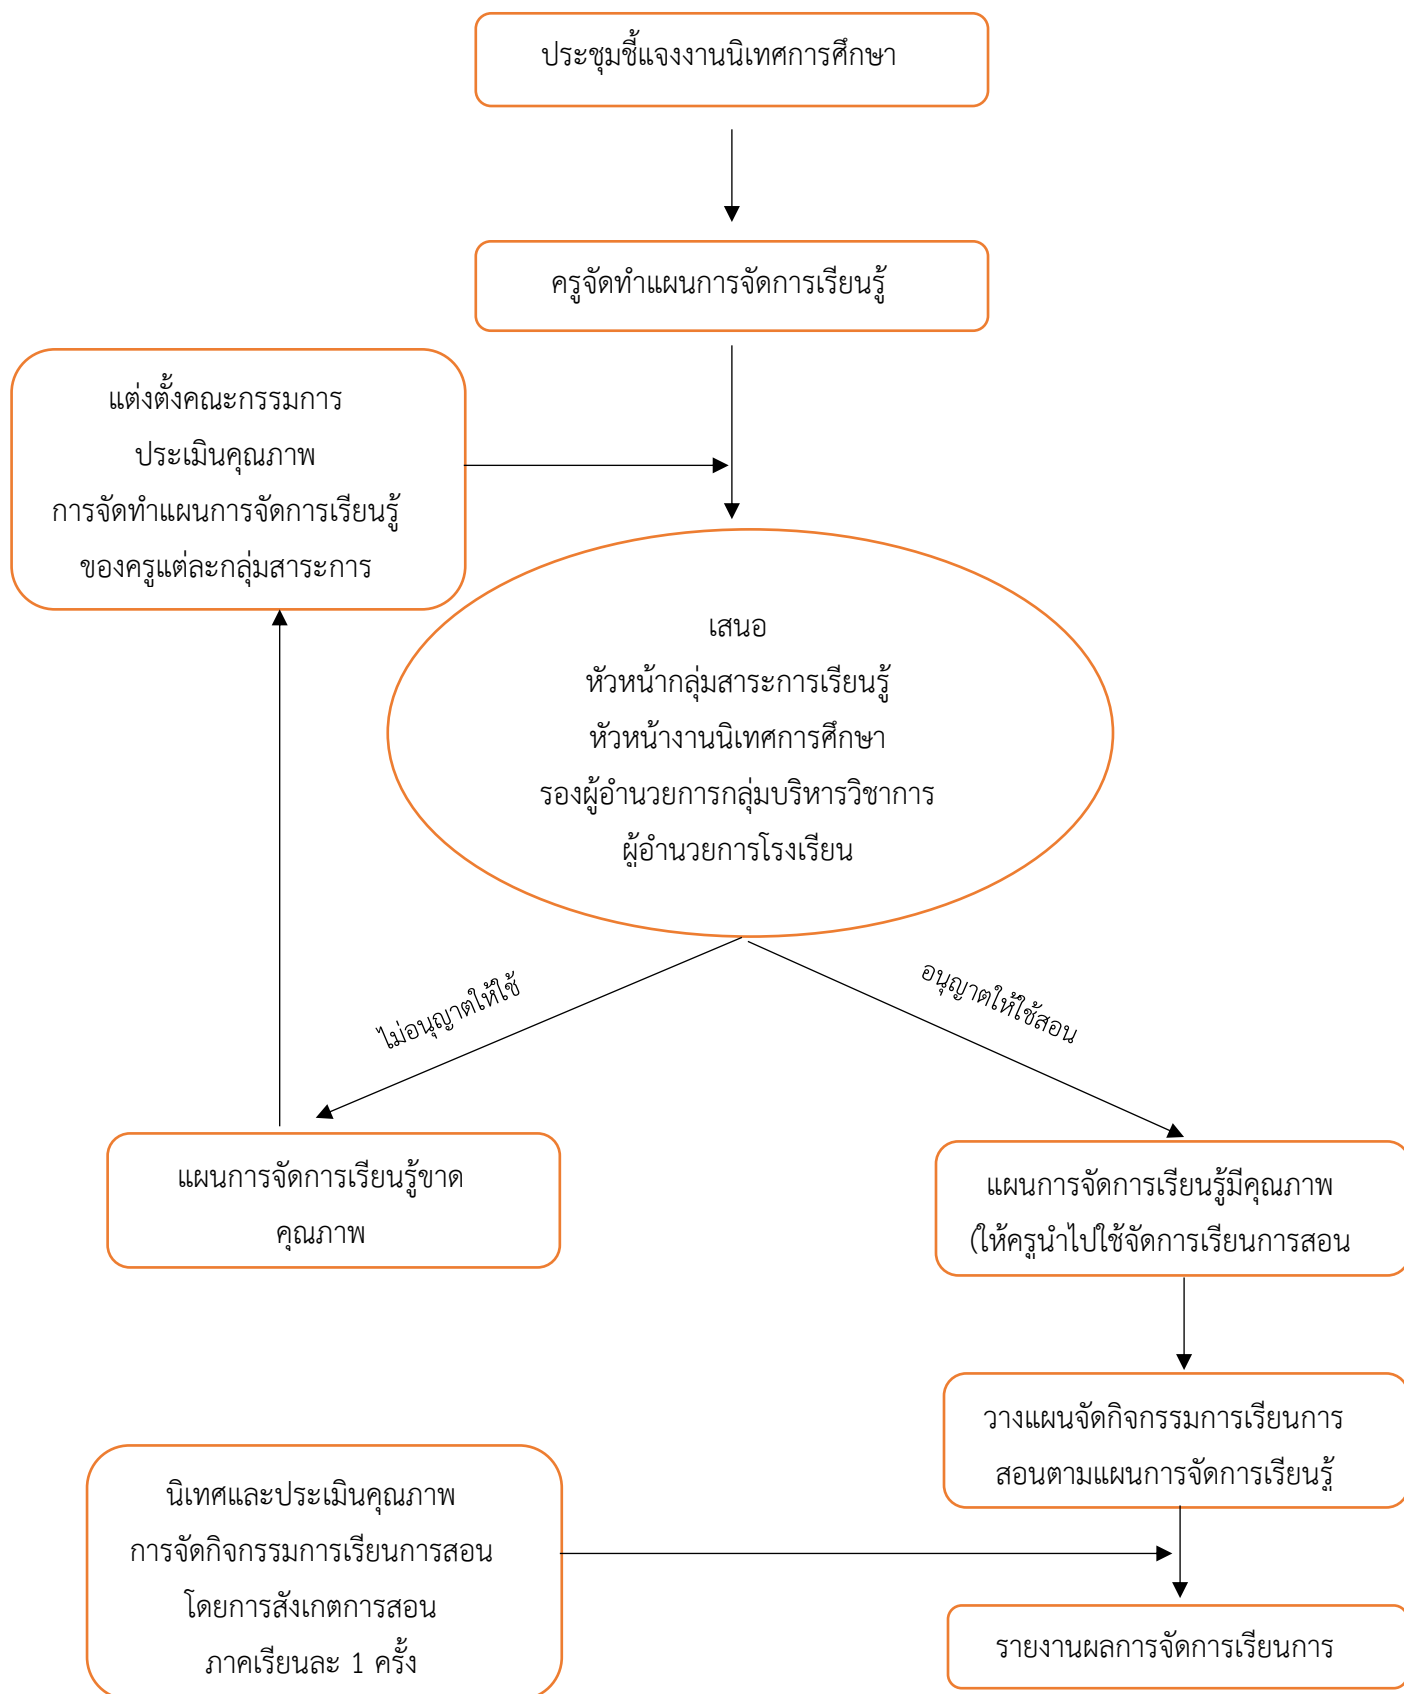 ประชุมชี้แจงงานนิเทศการศึกษา
ครูจัดทำแผนการจัดการเรียนรู้
แต่งตั้งคณะกรรมการ
ประเมินคุณภาพ
การจัดทำแผนการจัดการเรียนรู้
ของครูแต่ละกลุ่มสาระการ
เสนอ
หัวหน้ากลุ่มสาระการเรียนรู้
หัวหน้างานนิเทศการศึกษา
รองผู้อำนวยการกลุ่มบริหารวิชาการ
ผู้อำนวยการโรงเรียน
ไม่อนุญาตให้ใช้
อนุญาตให้ใช้สอน
แผนการจัดการเรียนรู้ขาด
คุณภาพ
แผนการจัดการเรียนรู้มีคุณภาพ
(ให้ครูนำไปใช้จัดการเรียนการสอน
วางแผนจัดกิจกรรมการเรียนการ
สอนตามแผนการจัดการเรียนรู้
นิเทศและประเมินคุณภาพ
การจัดกิจกรรมการเรียนการสอน
โดยการสังเกตการสอน
ภาคเรียนละ 1 ครั้ง
รายงานผลการจัดการเรียนการ